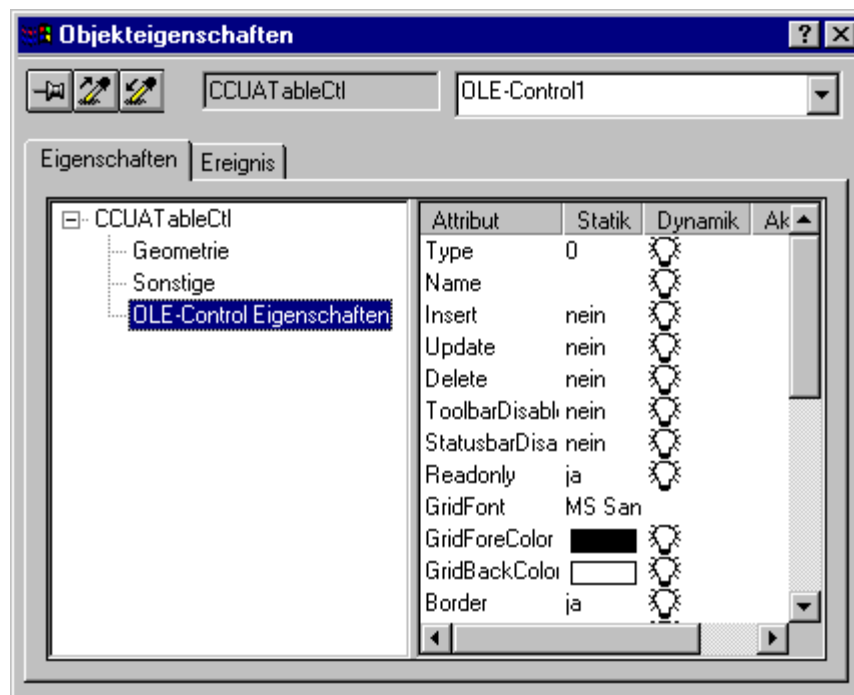 Objekteigenschaften
CCUATableCtl OLE-Control1
Eigenschaften Ereignis
CCUATableCtl
Geometrie
Sonstige
OLE-Control Eigenschaften
Attribut Statik Dynamik Ak
Type 0
Name
Insert nein
Update nein
Delete nein
ToolbarDisabl nein
StatusbarDisa nein
Readonly ja
GridFont MS San
GridForeColor
GridBackColor
Border ja